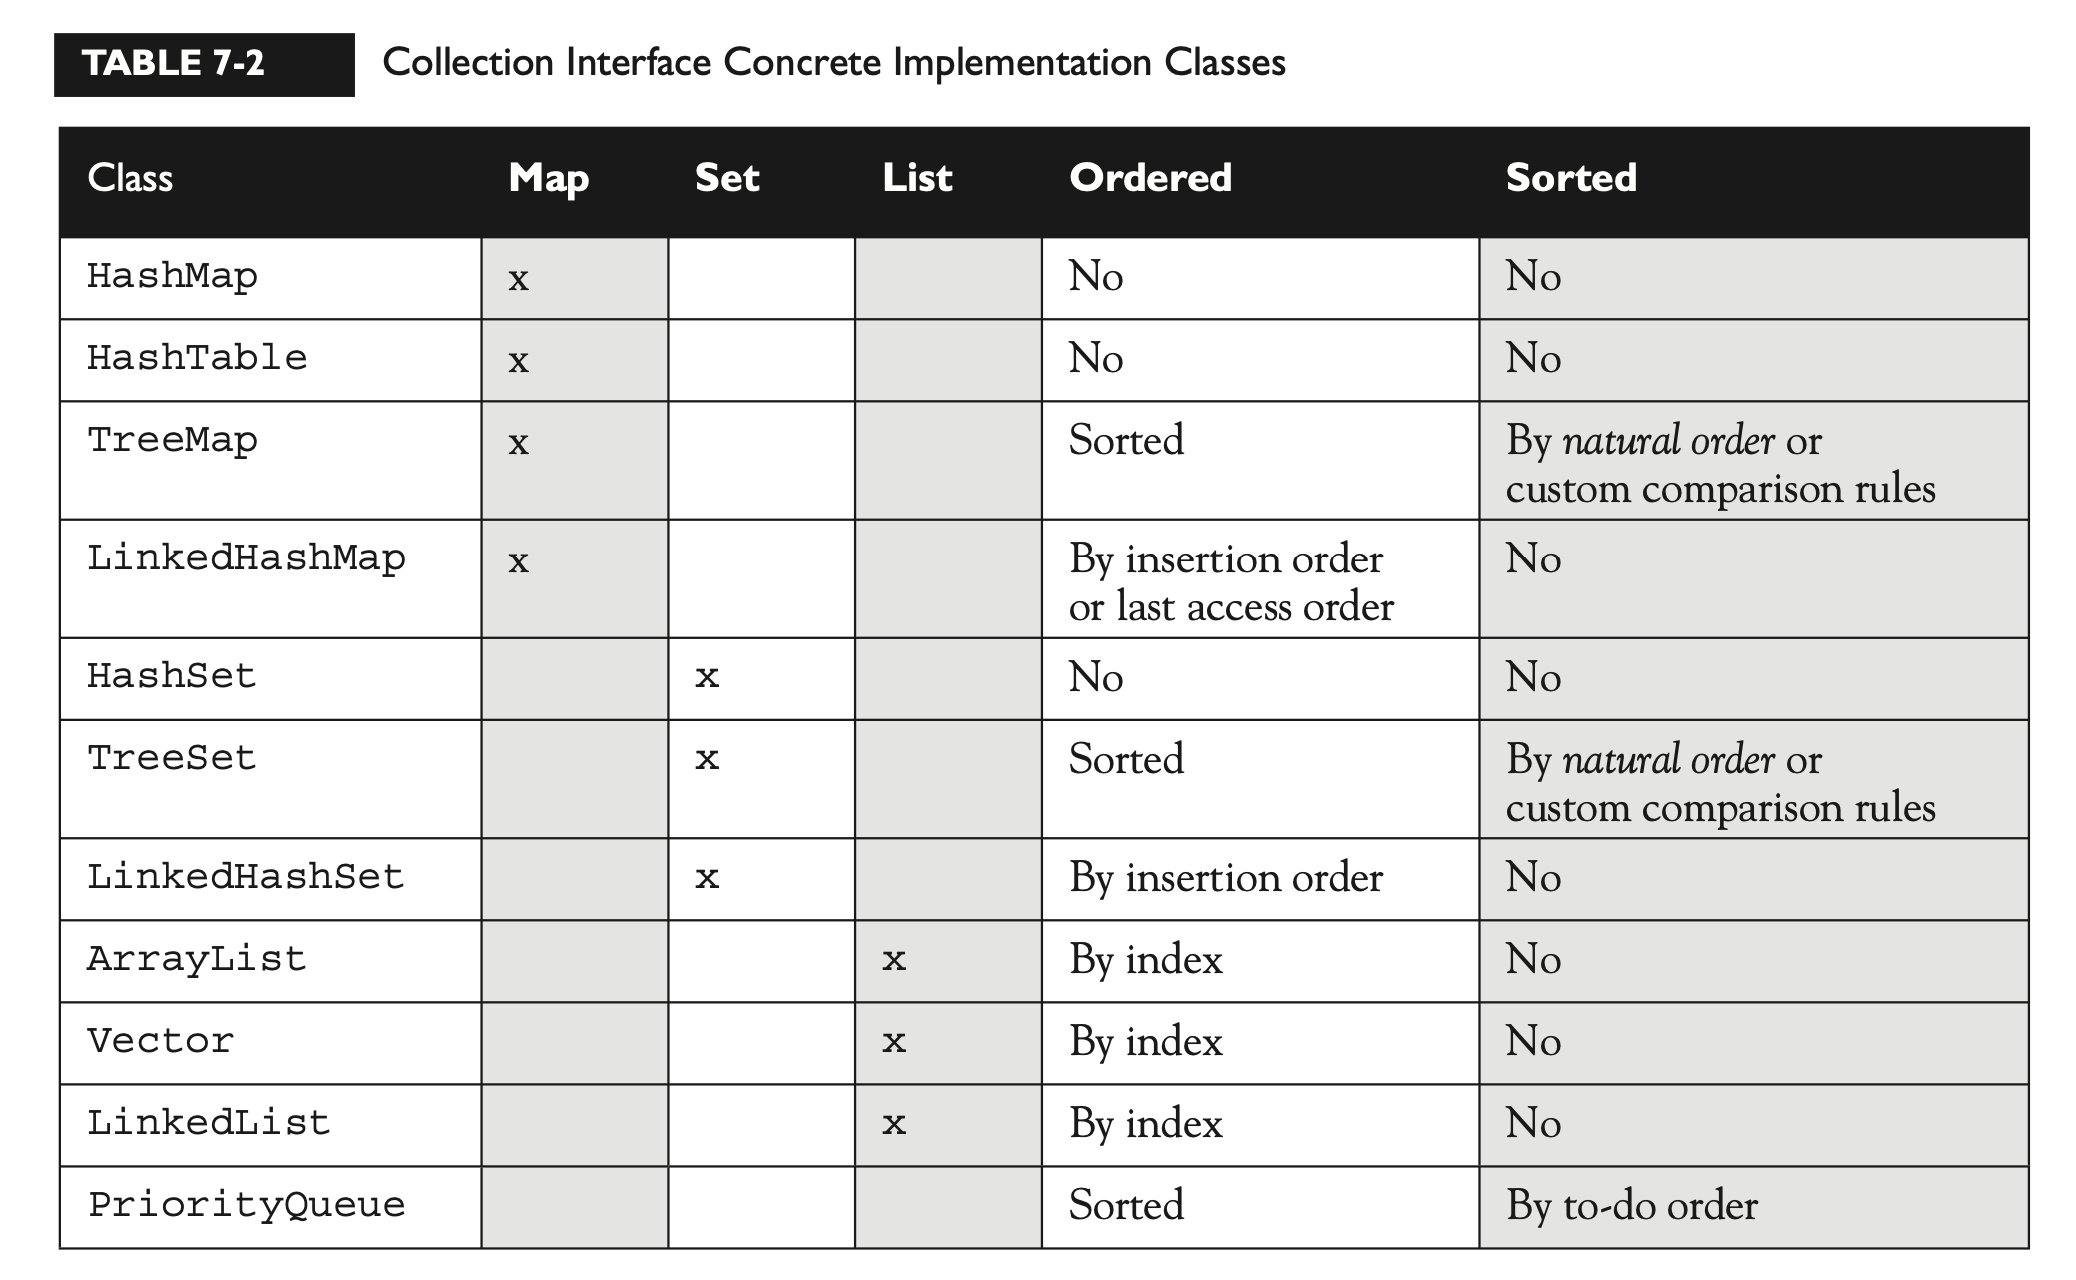 TABLE 7-2 Collection Interface Concrete Implementation Classes
Class Map Set List Ordered Sorted
HashMap x No No
HashTable x No No
TreeMap x Sorted By natural order or
custom comparison rules
LinkedHashMap x By insertion order No
or last access order
HashSet x No No
TreeSet x Sorted By natural order or
custom comparison rules
LinkedHashSet x By insertion order No
ArrayList x By index No
Vector x By index No
LinkedList x By index No
PriorityQueue Sorted By to-do order